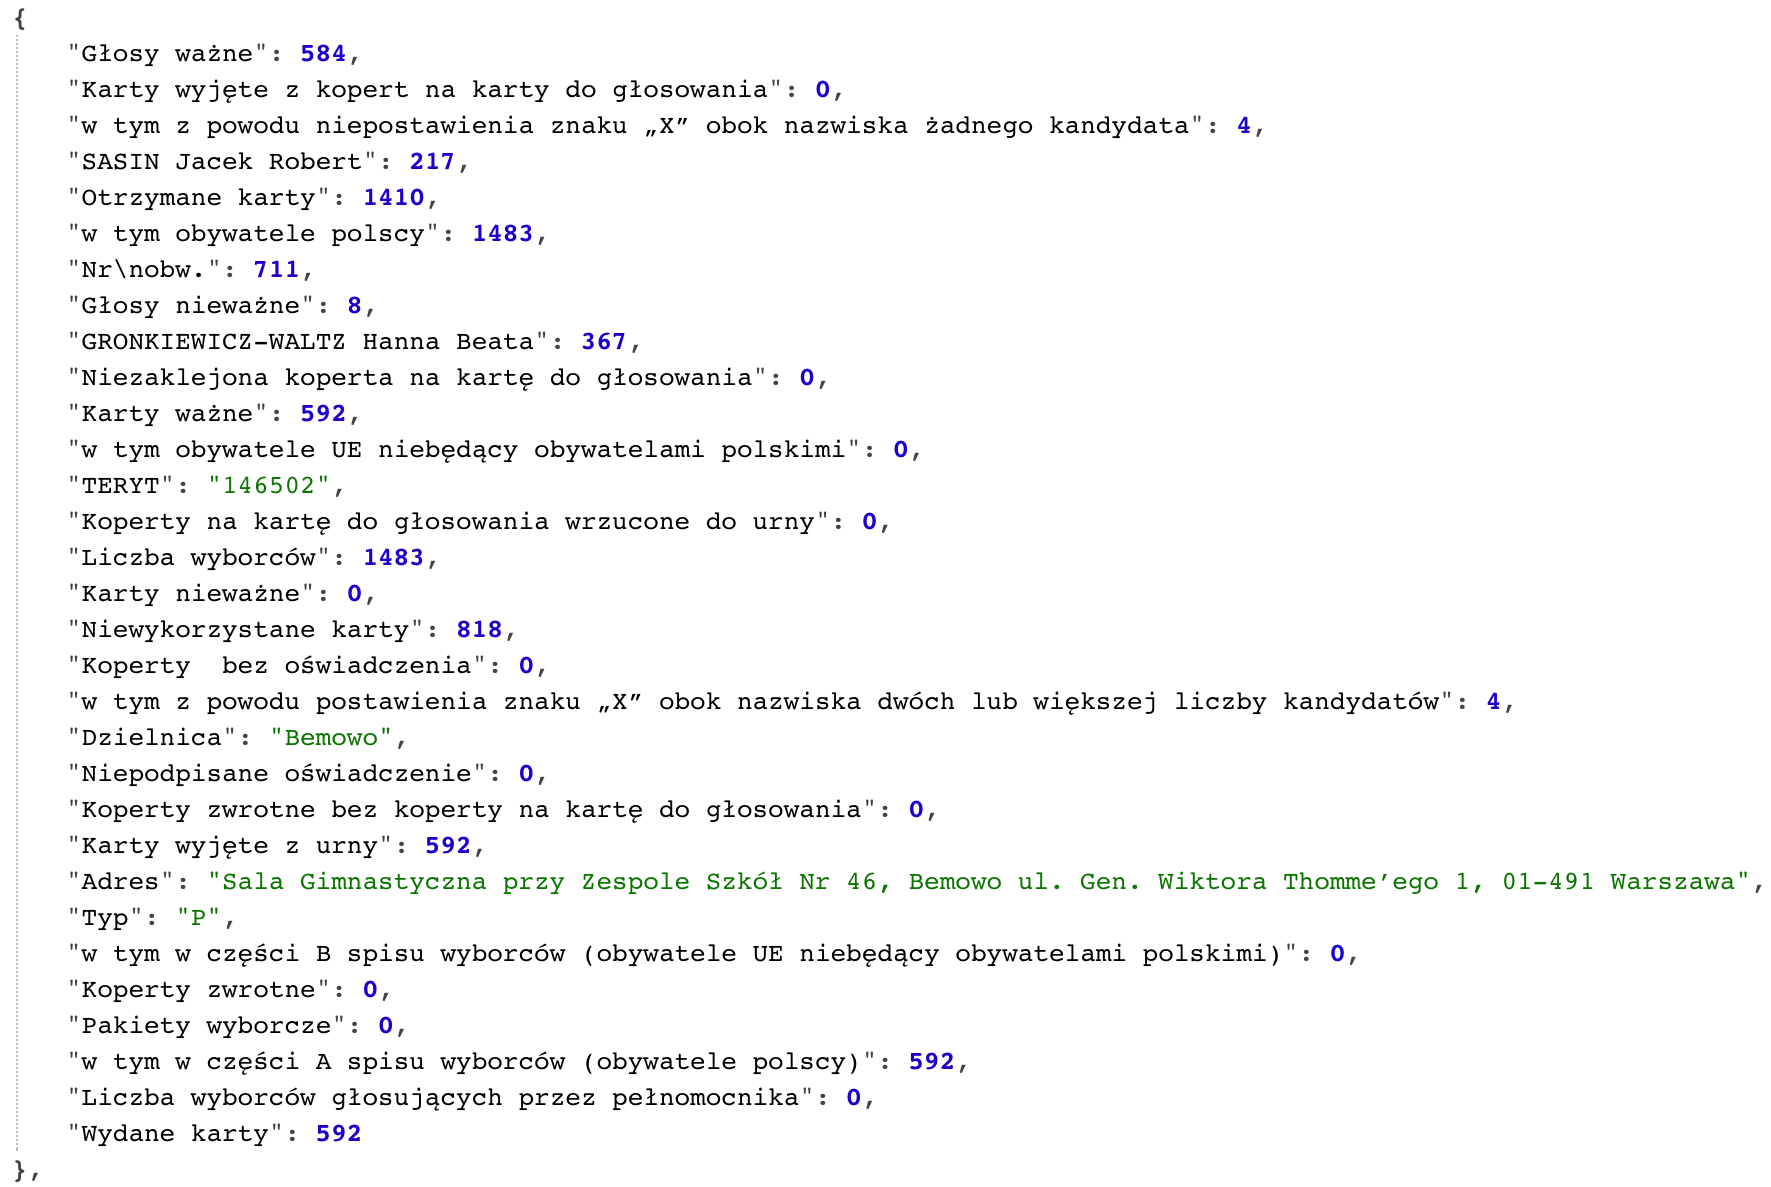 {
"Głosy ważne": 584,
"Karty wyjęte z kopert na karty do głosowania": 0,
"w tym z powodu niepostawienia znaku „X” obok nazwiska żadnego kandydata": 4,
"SASIN Jacek Robert": 217,
"Otrzymane karty": 1410,
"w tym obywatele polscy": 1483,
"Nr\nobw.": 711,
"Głosy nieważne": 8,
"GRONKIEWICZ-WALTZ Hanna Beata": 367,
"Niezaklejona koperta na kartę do głosowania": 0,
"Karty ważne": 592,
"w tym obywatele UE niebędący obywatelami polskimi": 0,
"TERYT": "146502",
"Koperty na kartę do głosowania wrzucone do urny": 0,
"Liczba wyborców": 1483,
"Karty nieważne": 0,
"Niewykorzystane karty": 818,
"Koperty  bez oświadczenia": 0,
"w tym z powodu postawienia znaku „X” obok nazwiska dwóch lub większej liczby kandydatów": 4,
"Dzielnica": "Bemowo",
"Niepodpisane oświadczenie": 0,
"Koperty zwrotne bez koperty na kartę do głosowania": 0,
"Karty wyjęte z urny": 592,
"Adres": "Sala Gimnastyczna przy Zespole Szkół Nr 46, Bemowo ul. Gen. Wiktora Thomme’ego 1, 01-491 Warszawa",
"Typ": "P",
"w tym w części B spisu wyborców (obywatele UE niebędący obywatelami polskimi)": 0,
"Koperty zwrotne": 0,
"Pakiety wyborcze": 0,
"w tym w części A spisu wyborców (obywatele polscy)": 592,
"Liczba wyborców głosujących przez pełnomocnika": 0,
"Wydane karty": 592
},